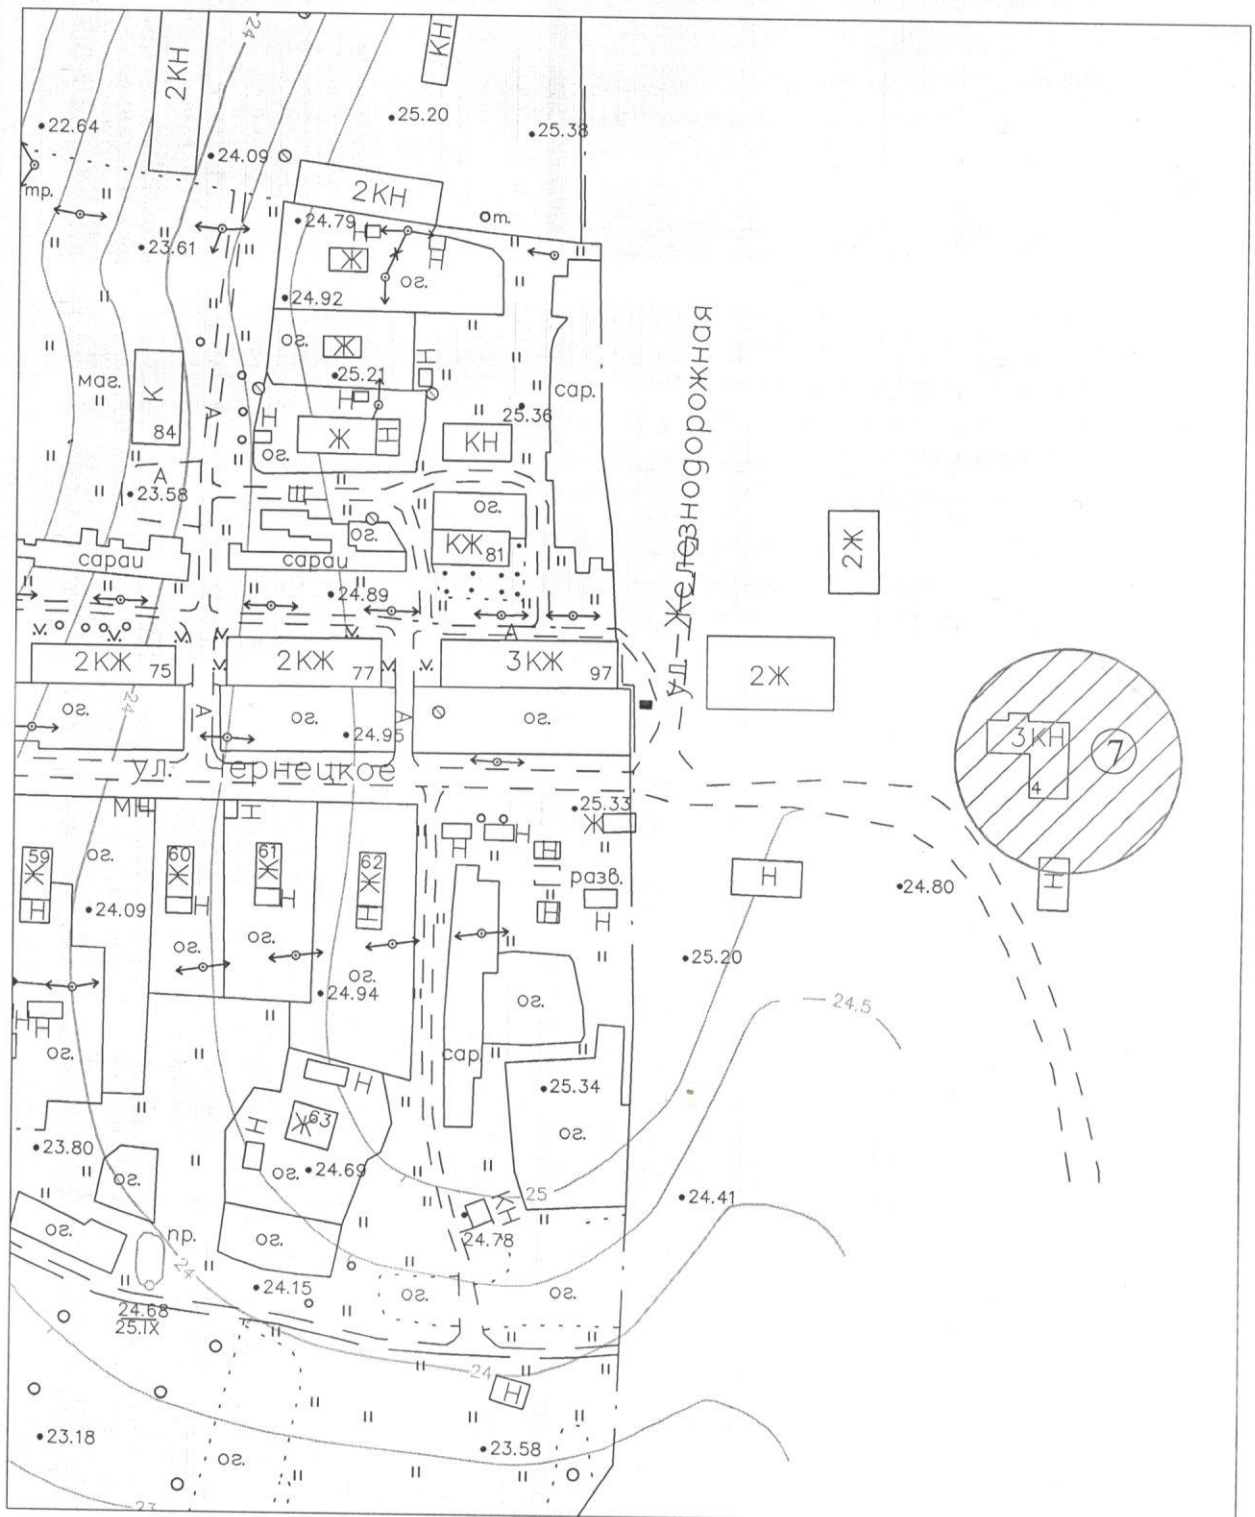 24
2КН
КН
22.64
25.20
25.38
24.09
тр.
2КН
От.
24.79
23.61
Н
Н
Ж
ог.
24.92
ог.
Ж
Н
маг.
К
84
25.21
Н
25.36
сар.
ул. Железнодорожная
А
Н
Ж
Н
КН
ог.
А
23.58
Ш
ог.
ог.
КЖ 81
2Ж
сараи
сараи
24.89
А
2КЖ 75
2КЖ 77
3КЖ 97
2Ж
ог.
24
А
ог.
А
ог.
24.95
3КН
4
7
ул. Чернецкое
МН
Н
25.33
Ж
59
Ж
Н
ог.
60
Ж
Н
61
Ж
Н
62
Ж
Н
Н
Н
Н
разв.
Н
Н
Н
24.80
Н
24.09
ог.
ог.
ог.
24.94
25.20
Н
Н
ог.
ог.
24.5
сар.
25.34
Н
Ж 63
Н
ог.
23.80
ог.
ог.
24.69
25
24.41
КН
24.78
ог.
пр.
ог.
24
24.15
ог.
ог.
24.68
25.IX
24
Н
23.18
ог.
23.58
23